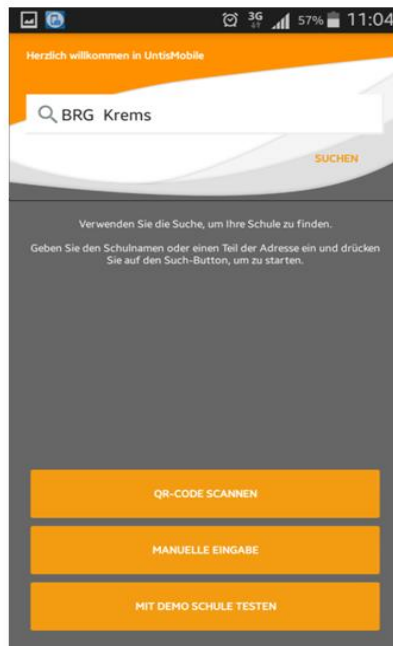 3G
57%
11:04
Herzlich willkommen in UntisMobile
BRG Krems
SUCHEN
Verwenden Sie die Suche, um Ihre Schule zu finden.
Geben Sie den Schulnamen oder einen Teil der Adresse ein und drücken
Sie auf den Such-Button, um zu starten.
QR-CODE SCANNEN
MANUELLE EINGABE
MIT DEMO SCHULE TESTEN